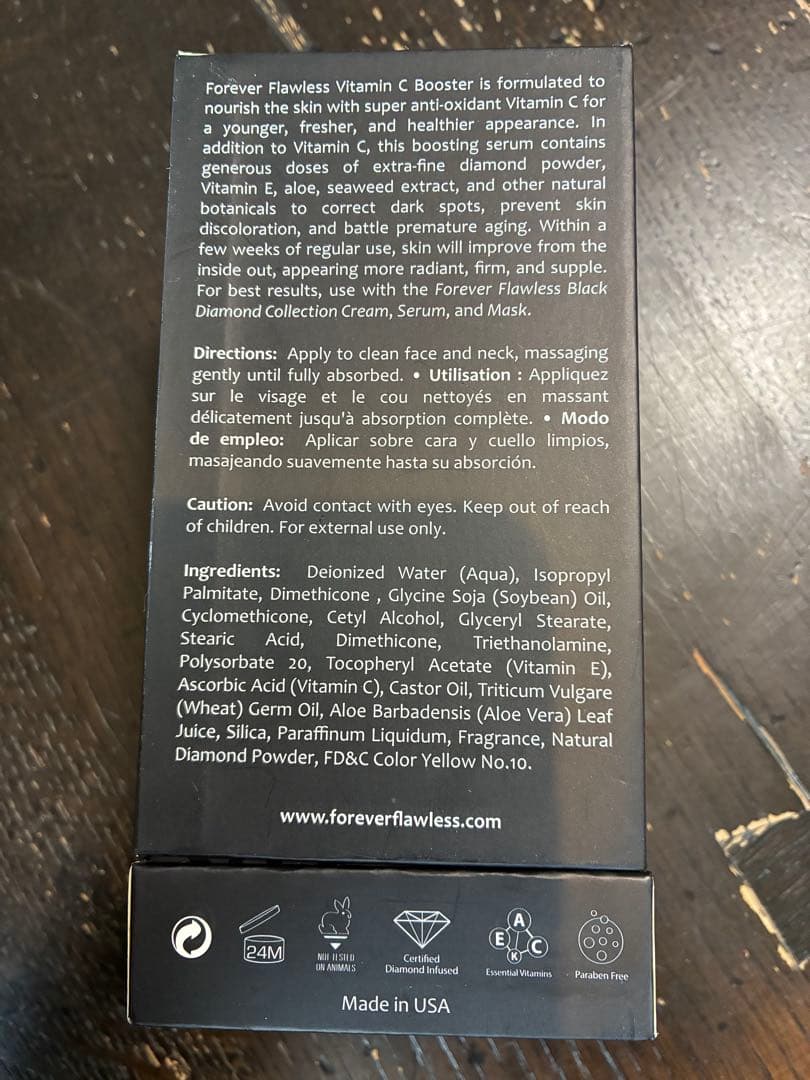 Forever Flawless Vitamin C Booster is formulated to
nourish the skin with super anti-oxidant Vitamin C for
a younger, fresher, and healthier appearance. In
addition to Vitamin C, this boosting serum contains
generous doses of extra-fine diamond powder,
Vitamin E, aloe, seaweed extract, and other natural
botanicals to correct dark spots, prevent skin
discoloration, and battle premature aging. Within a
few weeks of regular use, skin will improve from the
inside out, appearing more radiant, firm, and supple.
For best results, use with the Forever Flawless Black
Diamond Collection Cream, Serum, and Mask.
Directions: Apply to clean face and neck, massaging
gently until fully absorbed. • Utilisation : Appliquez
sur le visage et le cou nettoyés en massant
délicatement jusqu'à absorption complète. • Modo
de empleo: Aplicar sobre cara y cuello limpios,
masajeando suavemente hasta su absorción.
Caution: Avoid contact with eyes. Keep out of reach
of children. For external use only.
Ingredients: Deionized Water (Aqua), Isopropyl
Palmitate, Dimethicone , Glycine Soja (Soybean) Oil,
Cyclomethicone, Cetyl Alcohol, Glyceryl Stearate,
Stearic Acid, Dimethicone, Triethanolamine,
Polysorbate 20, Tocopheryl Acetate (Vitamin E),
Ascorbic Acid (Vitamin C), Castor Oil, Triticum Vulgare
(Wheat) Germ Oil, Aloe Barbadensis (Aloe Vera) Leaf
Juice, Silica, Paraffinum Liquidum, Fragrance, Natural
Diamond Powder, FD&C Color Yellow No.10.
www.foreverflawless.com
24M
NOT TESTED
ON ANIMALS
Certified
Diamond Infused
A
E
C
K
Essential Vitamins
Paraben Free
Made in USA